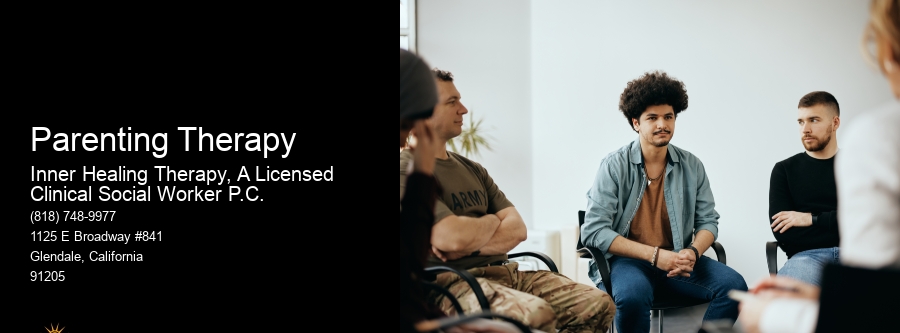 Parenting Therapy
Inner Healing Therapy, A Licensed
Clinical Social Worker P.C.
(818) 748-9977
1125 E Broadway #841
Glendale, California
91205
ARMY